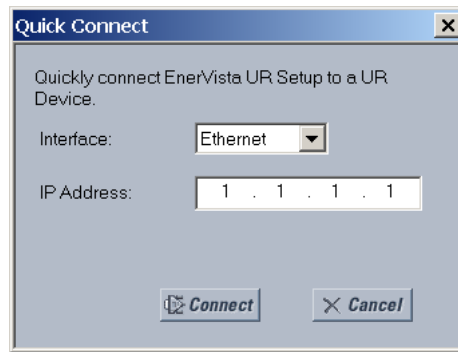 Quick Connect
Quickly connect EnerVista UR Setup to a UR
Device.
Interface: Ethernet
IP Address: 1 . 1 . 1 . 1
Connect Cancel